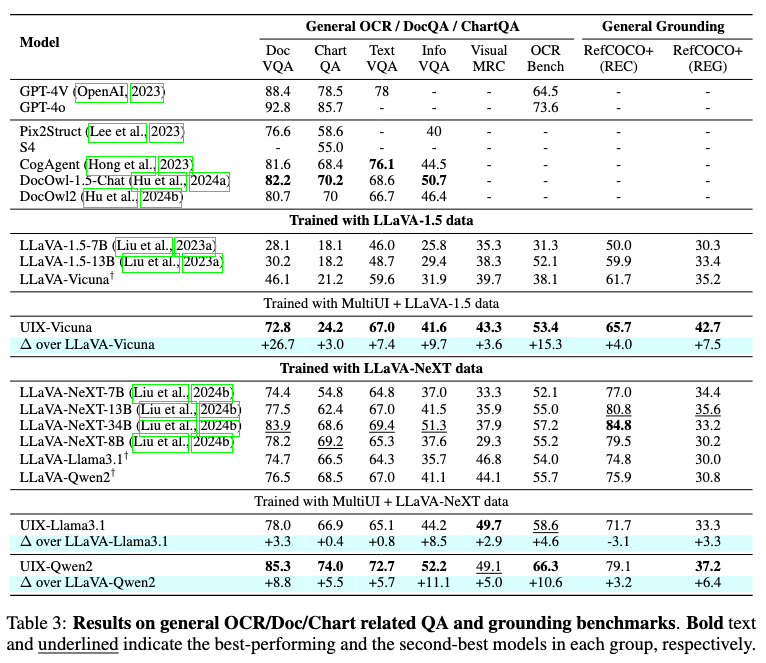 General OCR / DocQA / ChartQA General Grounding
Model
Doc Chart Text Info Visual OCR RefCOCO+ RefCOCO+
VQA QA VQA VQA MRC Bench (REC) (REG)
GPT-4V (OpenAI, 2023) 88.4 78.5 78 - - 64.5 - -
GPT-4o 92.8 85.7 - - - 73.6 - -
Pix2Struct (Lee et al., 2023) 76.6 58.6 - 40 - - - -
S4 - 55.0 - - - - - -
CogAgent (Hong et al., 2023) 81.6 68.4 76.1 44.5 - - - -
DocOwl-1.5-Chat (Hu et al., 2024a) 82.2 70.2 68.6 50.7 - - - -
DocOwl2 (Hu et al., 2024b) 80.7 70 66.7 46.4 - - - -
Trained with LLaVA-1.5 data
LLaVA-1.5-7B (Liu et al., 2023a) 28.1 18.1 46.0 25.8 35.3 31.3 50.0 30.3
LLaVA-1.5-13B (Liu et al., 2023a) 30.2 18.2 48.7 29.4 38.3 52.1 59.9 33.4
LLaVA-Vicuna† 46.1 21.2 59.6 31.9 39.7 38.1 61.7 35.2
Trained with MultiUI + LLaVA-1.5 data
UIX-Vicuna 72.8 24.2 67.0 41.6 43.3 53.4 65.7 42.7
Δ over LLaVA-Vicuna +26.7 +3.0 +7.4 +9.7 +3.6 +15.3 +4.0 +7.5
Trained with LLaVA-NeXT data
LLaVA-NeXT-7B (Liu et al., 2024b) 74.4 54.8 64.8 37.0 33.3 52.1 77.0 34.4
LLaVA-NeXT-13B (Liu et al., 2024b) 77.5 62.4 67.0 41.5 35.9 55.0 80.8 35.6
LLaVA-NeXT-34B (Liu et al., 2024b) 83.9 68.6 69.4 51.3 37.9 57.2 84.8 33.2
LLaVA-NeXT-8B (Liu et al., 2024b) 78.2 69.2 65.3 37.6 29.3 55.2 79.5 30.2
LLaVA-Llama3.1† 74.7 66.5 64.3 35.7 46.8 54.0 74.8 30.0
LLaVA-Qwen2† 76.5 68.5 67.0 41.1 44.1 55.7 75.9 30.8
Trained with MultiUI + LLaVA-NeXT data
UIX-Llama3.1 78.0 66.9 65.1 44.2 49.7 58.6 71.7 33.3
Δ over LLaVA-Llama3.1 +3.3 +0.4 +0.8 +8.5 +2.9 +4.6 -3.1 +3.3
UIX-Qwen2 85.3 74.0 72.7 52.2 49.1 66.3 79.1 37.2
Δ over LLaVA-Qwen2 +8.8 +5.5 +5.7 +11.1 +5.0 +10.6 +3.2 +6.4
Table 3: Results on general OCR/Doc/Chart related QA and grounding benchmarks. Bold text
and underlined indicate the best-performing and the second-best models in each group, respectively.